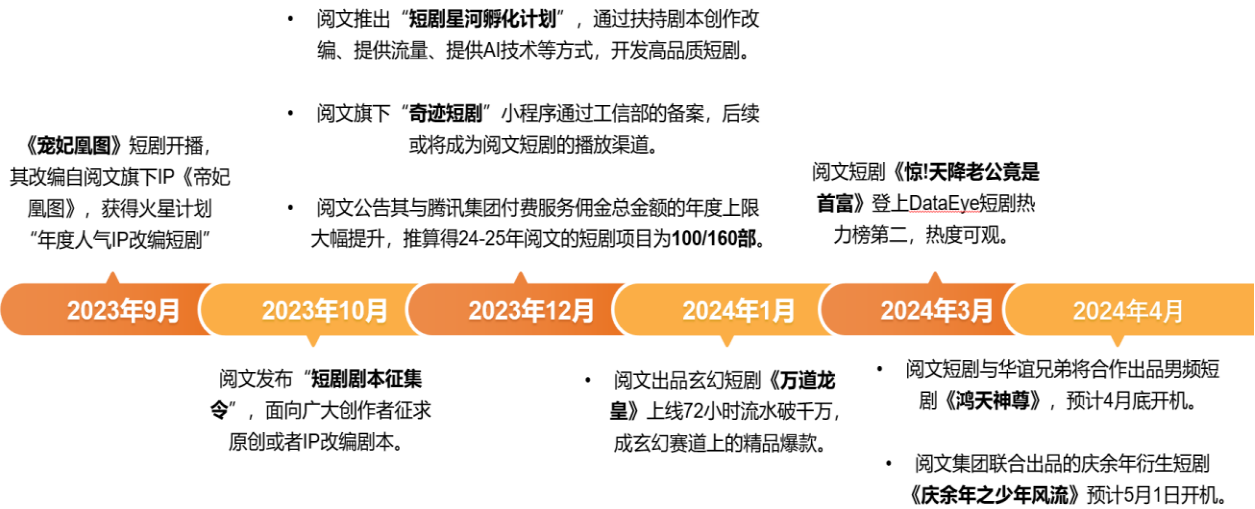 • 阅文推出“短剧星河孵化计划”，通过扶持剧本创作改
编、提供流量、提供AI技术等方式，开发高品质短剧。
• 阅文旗下“奇迹短剧”小程序通过工信部的备案，后续
或将成为阅文短剧的播放渠道。
• 阅文公告其与腾讯集团付费服务佣金总金额的年度上限
大幅提升，推算得24-25年阅文的短剧项目为100/160部。
《宠妃凰图》短剧开播，
其改编自阅文旗下IP《帝妃
凰图》，获得火星计划
“年度人气IP改编短剧”
阅文短剧《惊!天降老公竟是
首富》登上DataEye短剧热
力榜第二，热度可观。
2023年9月
2023年10月
2023年12月
2024年1月
2024年3月
2024年4月
阅文发布“短剧剧本征集
令”，面向广大创作者征求
原创或者IP改编剧本。
• 阅文出品玄幻短剧《万道龙
皇》上线72小时流水破千万，
成玄幻赛道上的精品爆款。
• 阅文短剧与华谊兄弟将合作出品男频短
剧《鸿天神尊》，预计4月底开机。
• 阅文集团联合出品的庆余年衍生短剧
《庆余年之少年风流》预计5月1日开机。